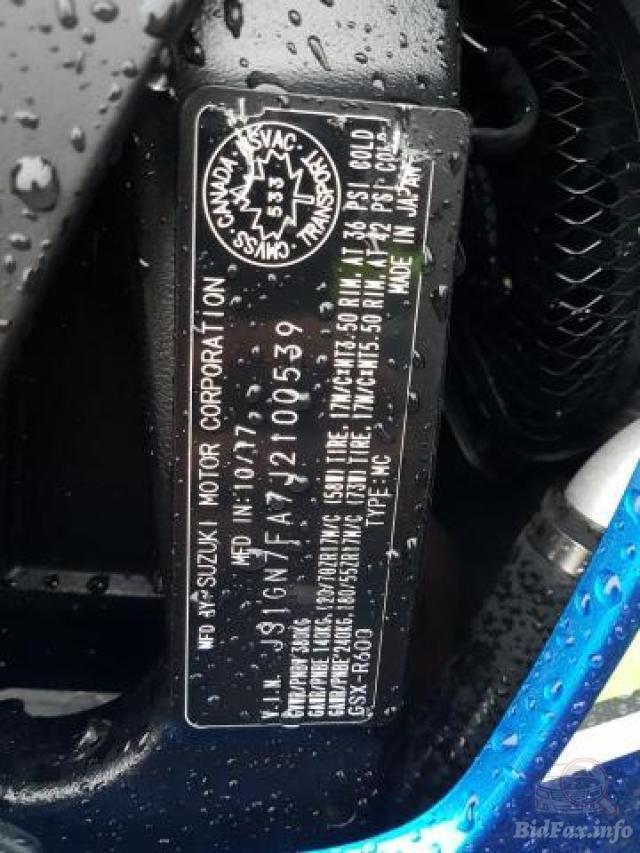 MFD BY SUZUKI MOTOR CORPORATION
MFD IN: 10/17
V.I.N. JS1GN7FA7J2100539
GVWR/PNBV 380KG
GAWR/PNBE 140KG, 120/70ZR17M/C (58W) TIRE, 17M/C×MT3.50 RIM, AT 36 PSI COLD
GAWR/PNBE 240KG, 180/55ZR17M/C (73W) TIRE, 17M/C×MT5.50 RIM, AT 42 PSI COLD
GSX-R600 TYPE:MC MADE IN JAPAN
CANADA · NSVAC · TRANSPORT · CMVSS
533
BidFax.info